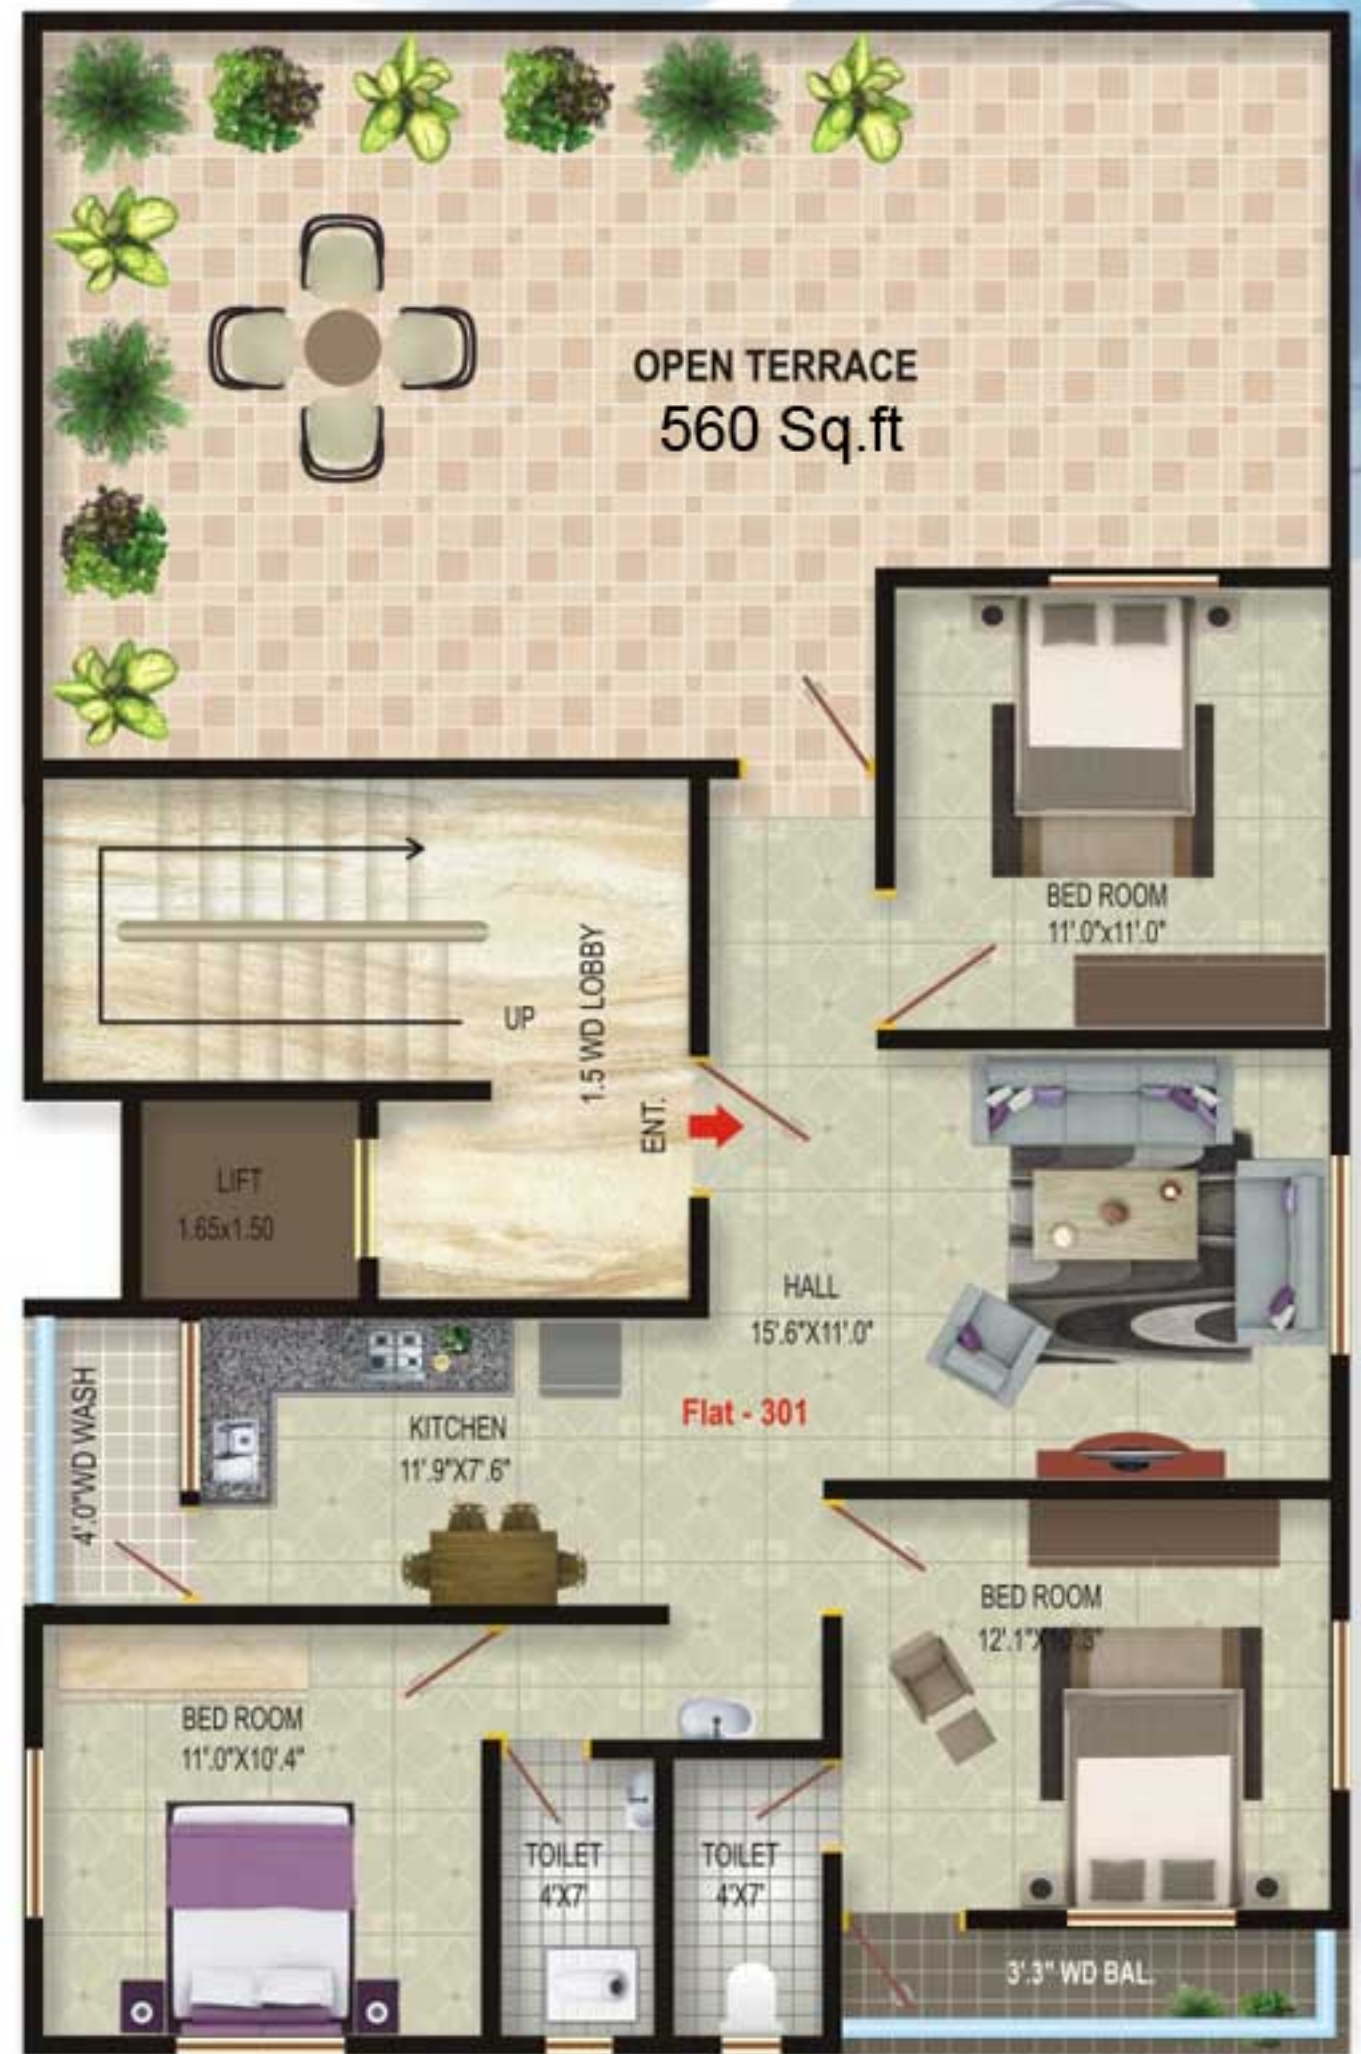 OPEN TERRACE
560 Sq.ft
BED ROOM
11'.0"x11'.0"
1.5 WD LOBBY
UP
ENT.
LIFT
1.65x1.50
HALL
15'.6"X11'.0"
Flat - 301
4'.0"WD WASH
KITCHEN
11'.9"X7'.6"
BED ROOM
12'.1"X
BED ROOM
11'.0"X10'.4"
TOILET
4'X7'
TOILET
4'X7'
3'.3" WD BAL.